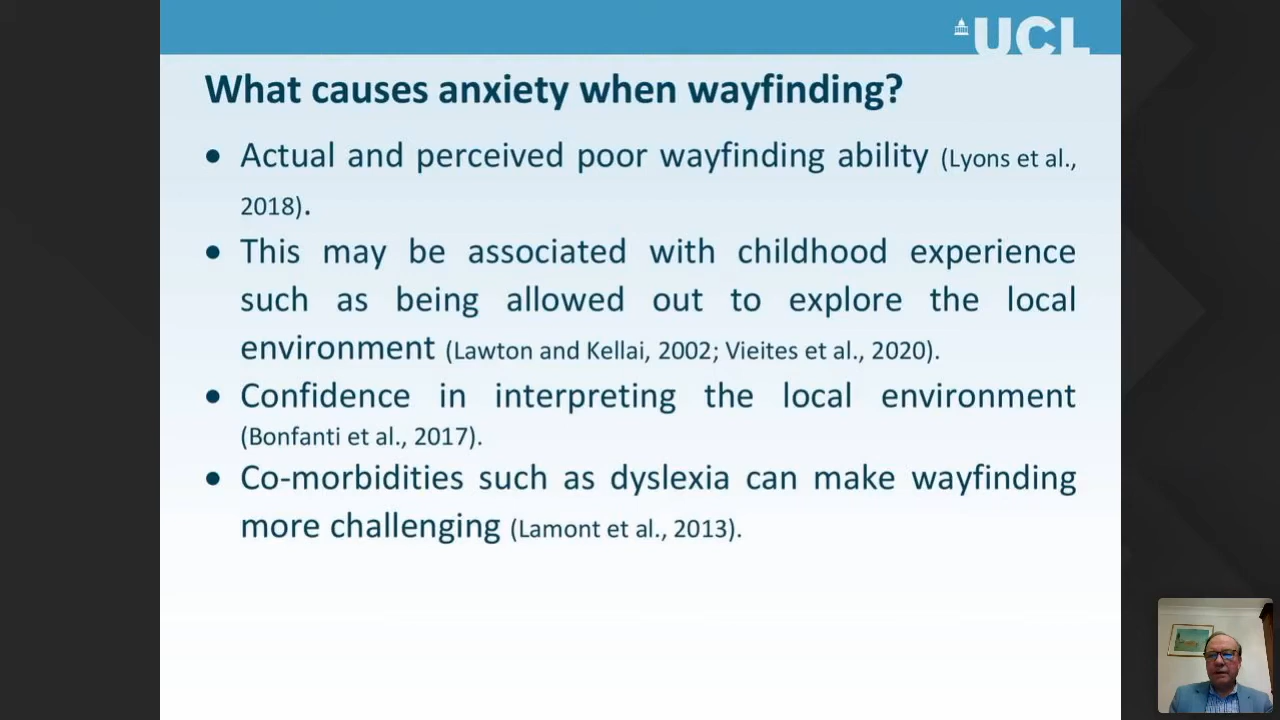 UCL
What causes anxiety when wayfinding?
• Actual and perceived poor wayfinding ability (Lyons et al.,
2018).
• This may be associated with childhood experience
such as being allowed out to explore the local
environment (Lawton and Kellai, 2002; Vieites et al., 2020).
• Confidence in interpreting the local environment
(Bonfanti et al., 2017).
• Co-morbidities such as dyslexia can make wayfinding
more challenging (Lamont et al., 2013).